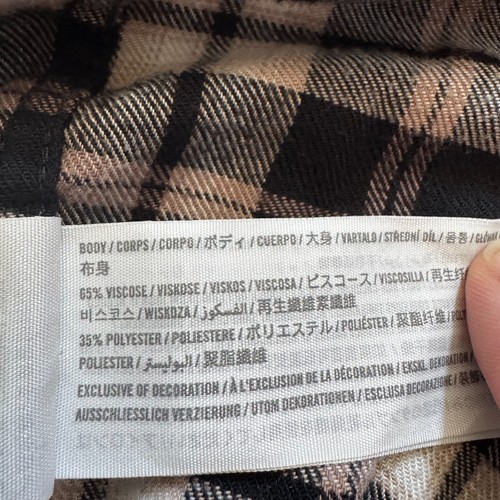 BODY / CORPS / CORPO / ボディ / CUERPO / 大身 / VARTALO / STŘEDNÍ DÍL / 몸통 / GŁÓWNA
布身
65% VISCOSE / VISKOSE / VISKOS / VISCOSA / ビスコース / VISCOSILLA / 再生纤
비스코스 / WISKOZA / الفسكوز / 再生纖維素纖維
35% POLYESTER / POLIESTERE / ポリエステル / POLIÉSTER / 聚酯纤维 /
POLIESTER / البوليستر / 聚脂纖維
EXCLUSIVE OF DECORATION / À L'EXCLUSION DE LA DÉCORATION / EKSKL. DEKORATION /
AUSSCHLIESSLICH VERZIERUNG / UTOM DEKORATIONEN / ESCLUSA DECORAZIONE / 装飾